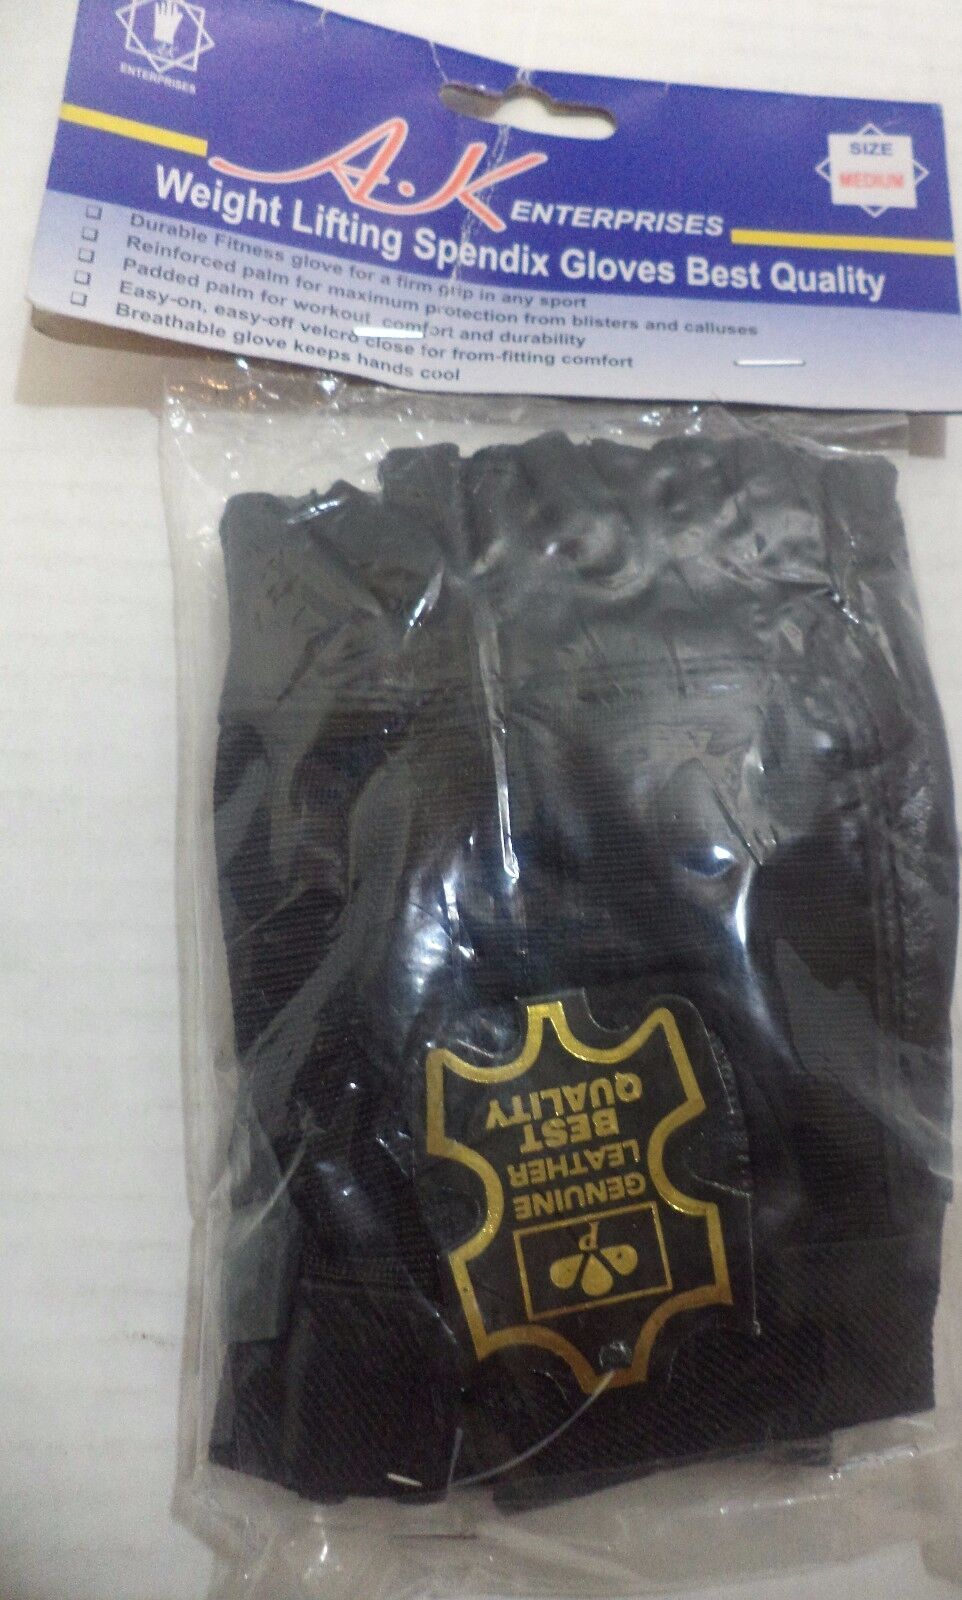 ENTERPRISES
A.K ENTERPRISES
SIZE
MEDIUM
Weight Lifting Spendix Gloves Best Quality
Durable Fitness glove for a firm grip in any sport
Reinforced palm for maximum protection from blisters and calluses
Padded palm for workout comfort and durability
Easy-on, easy-off velcro close for from-fitting comfort
Breathable glove keeps hands cool
P
GENUINE
LEATHER
BEST
QUALITY